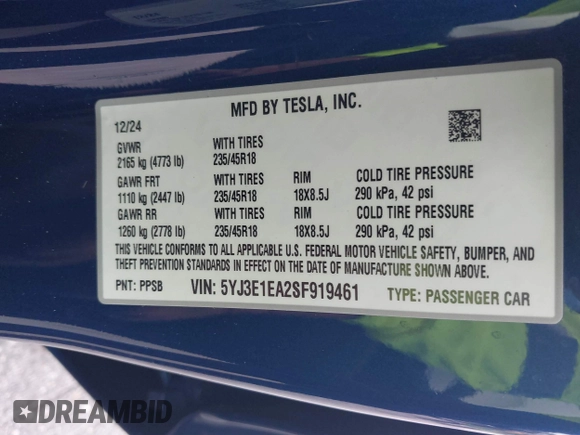 MFD BY TESLA, INC.
12/24
GVWR WITH TIRES
2165 kg (4773 lb) 235/45R18
GAWR FRT WITH TIRES RIM COLD TIRE PRESSURE
1110 kg (2447 lb) 235/45R18 18X8.5J 290 kPa, 42 psi
GAWR RR WITH TIRES RIM COLD TIRE PRESSURE
1260 kg (2778 lb) 235/45R18 18X8.5J 290 kPa, 42 psi
THIS VEHICLE CONFORMS TO ALL APPLICABLE U.S. FEDERAL MOTOR VEHICLE SAFETY, BUMPER, AND
THEFT PREVENTION STANDARDS IN EFFECT ON THE DATE OF MANUFACTURE SHOWN ABOVE.
PNT: PPSB VIN: 5YJ3E1EA2SF919461 TYPE: PASSENGER CAR
DREAMBID